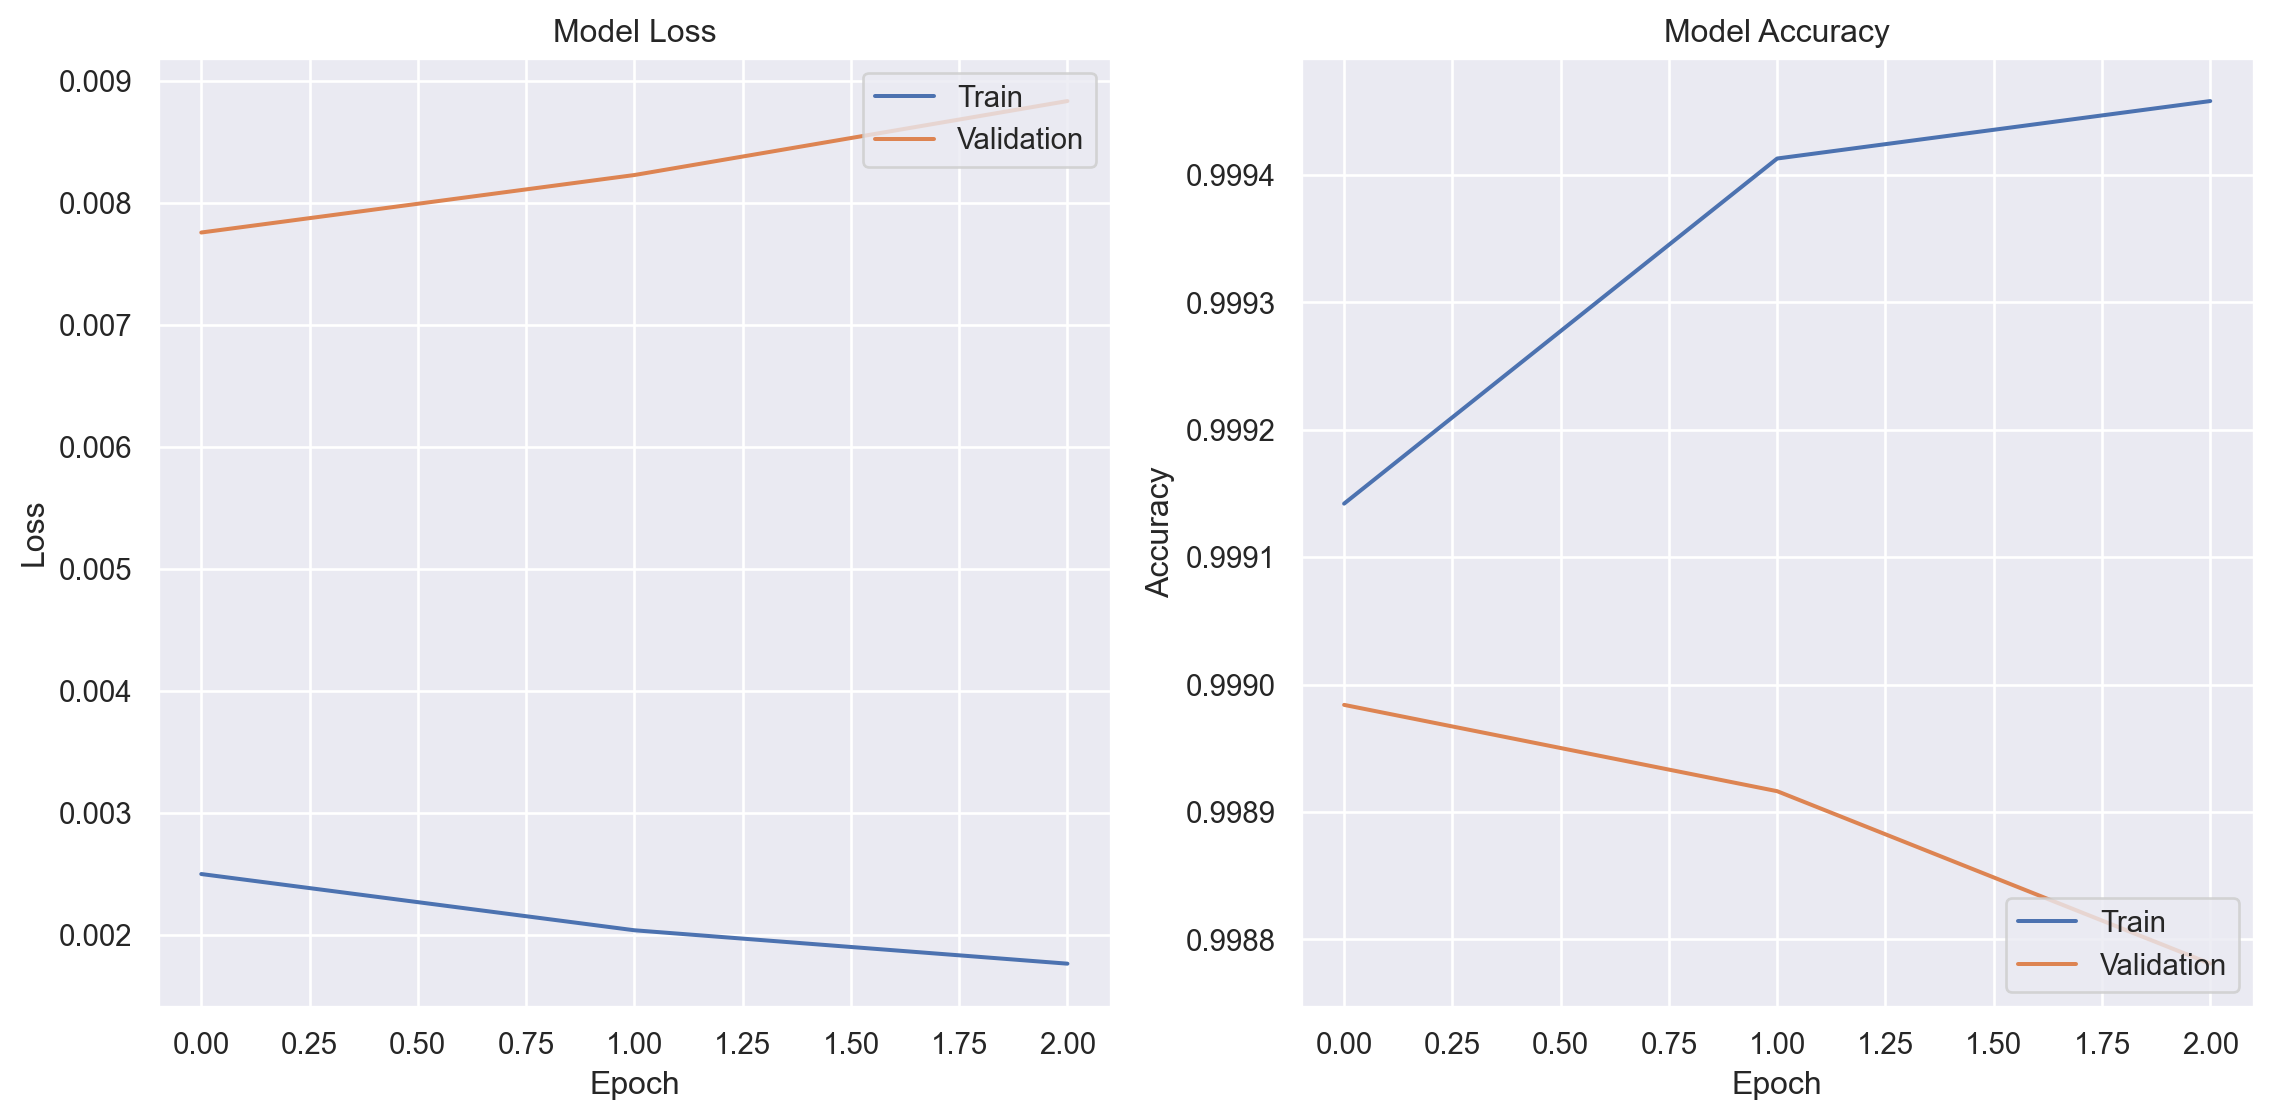 Model Loss
0.009
0.008
0.007
0.006
0.005
0.004
0.003
0.002
Loss
0.00 0.25 0.50 0.75 1.00 1.25 1.50 1.75 2.00
Epoch
Train
Validation
Model Accuracy
0.9994
0.9993
0.9992
0.9991
0.9990
0.9989
0.9988
Accuracy
0.00 0.25 0.50 0.75 1.00 1.25 1.50 1.75 2.00
Epoch
Train
Validation